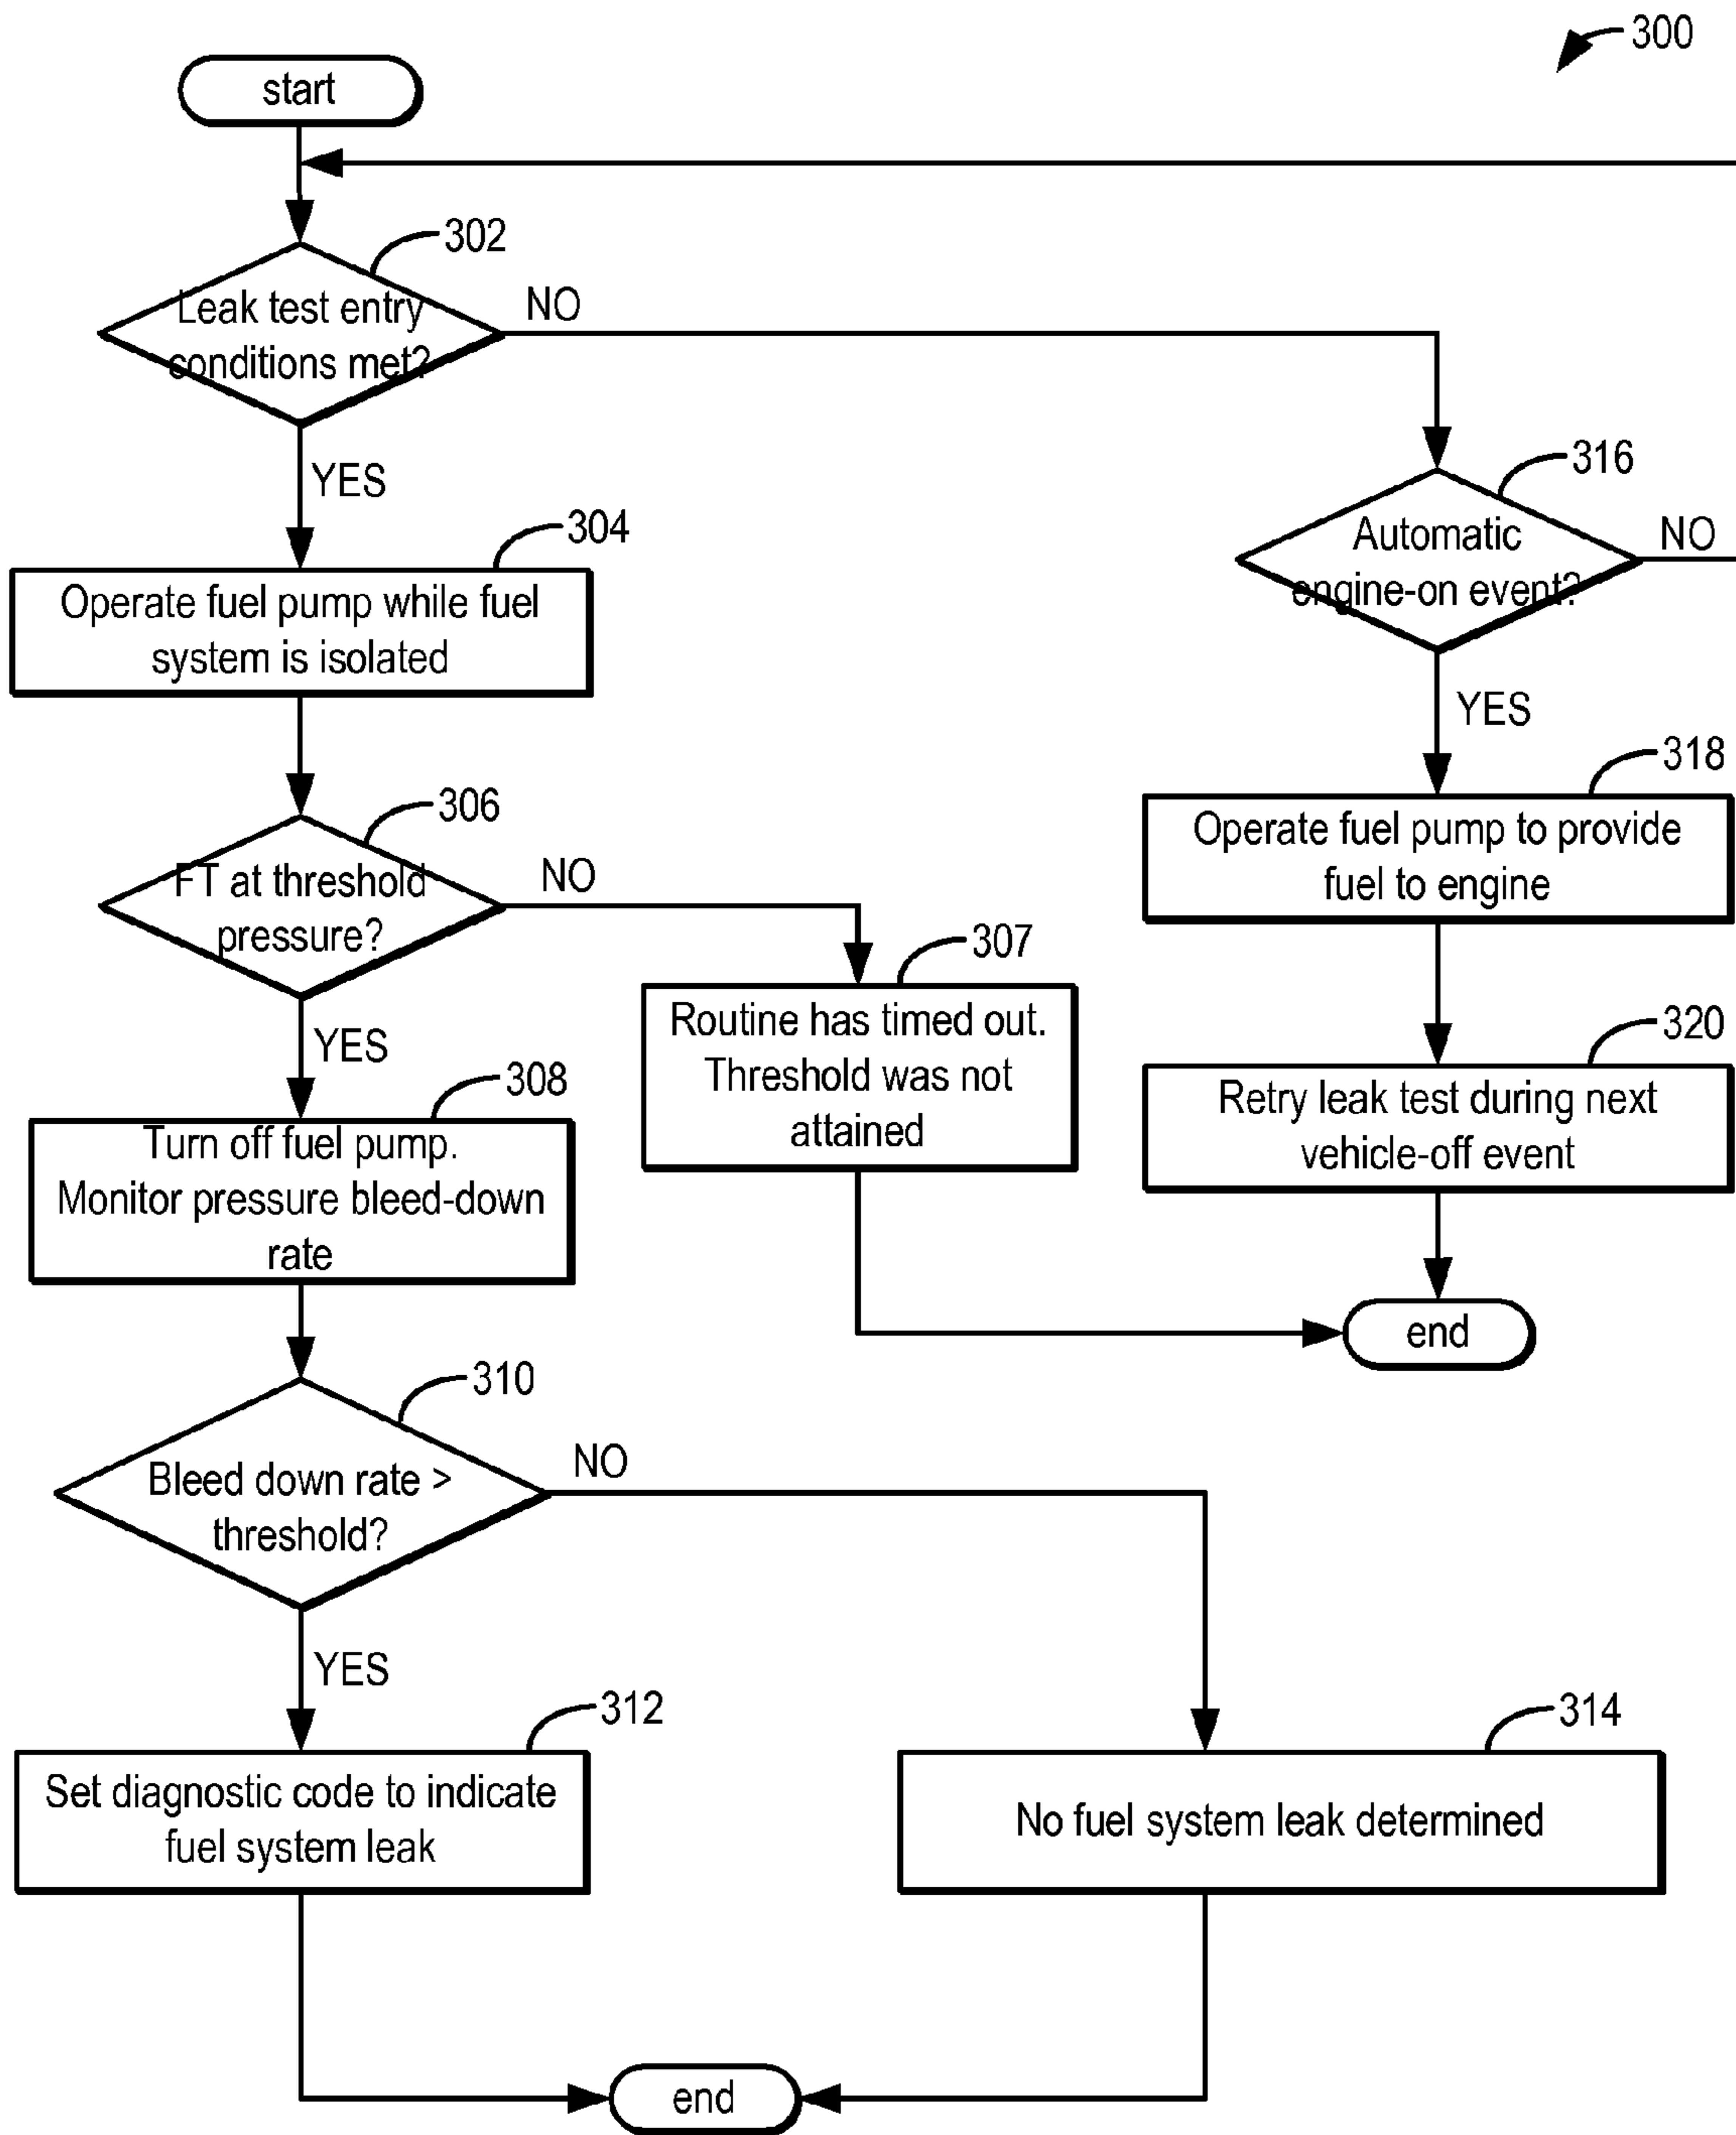 300
start
302
Leak test entry
conditions met?
NO
YES
316
Automatic
engine-on event?
NO
YES
304
Operate fuel pump while fuel
system is isolated
306
FT at threshold
pressure?
NO
YES
307
Routine has timed out.
Threshold was not
attained
318
Operate fuel pump to provide
fuel to engine
320
Retry leak test during next
vehicle-off event
end
308
Turn off fuel pump.
Monitor pressure bleed-down
rate
310
Bleed down rate >
threshold?
NO
YES
312
Set diagnostic code to indicate
fuel system leak
314
No fuel system leak determined
end